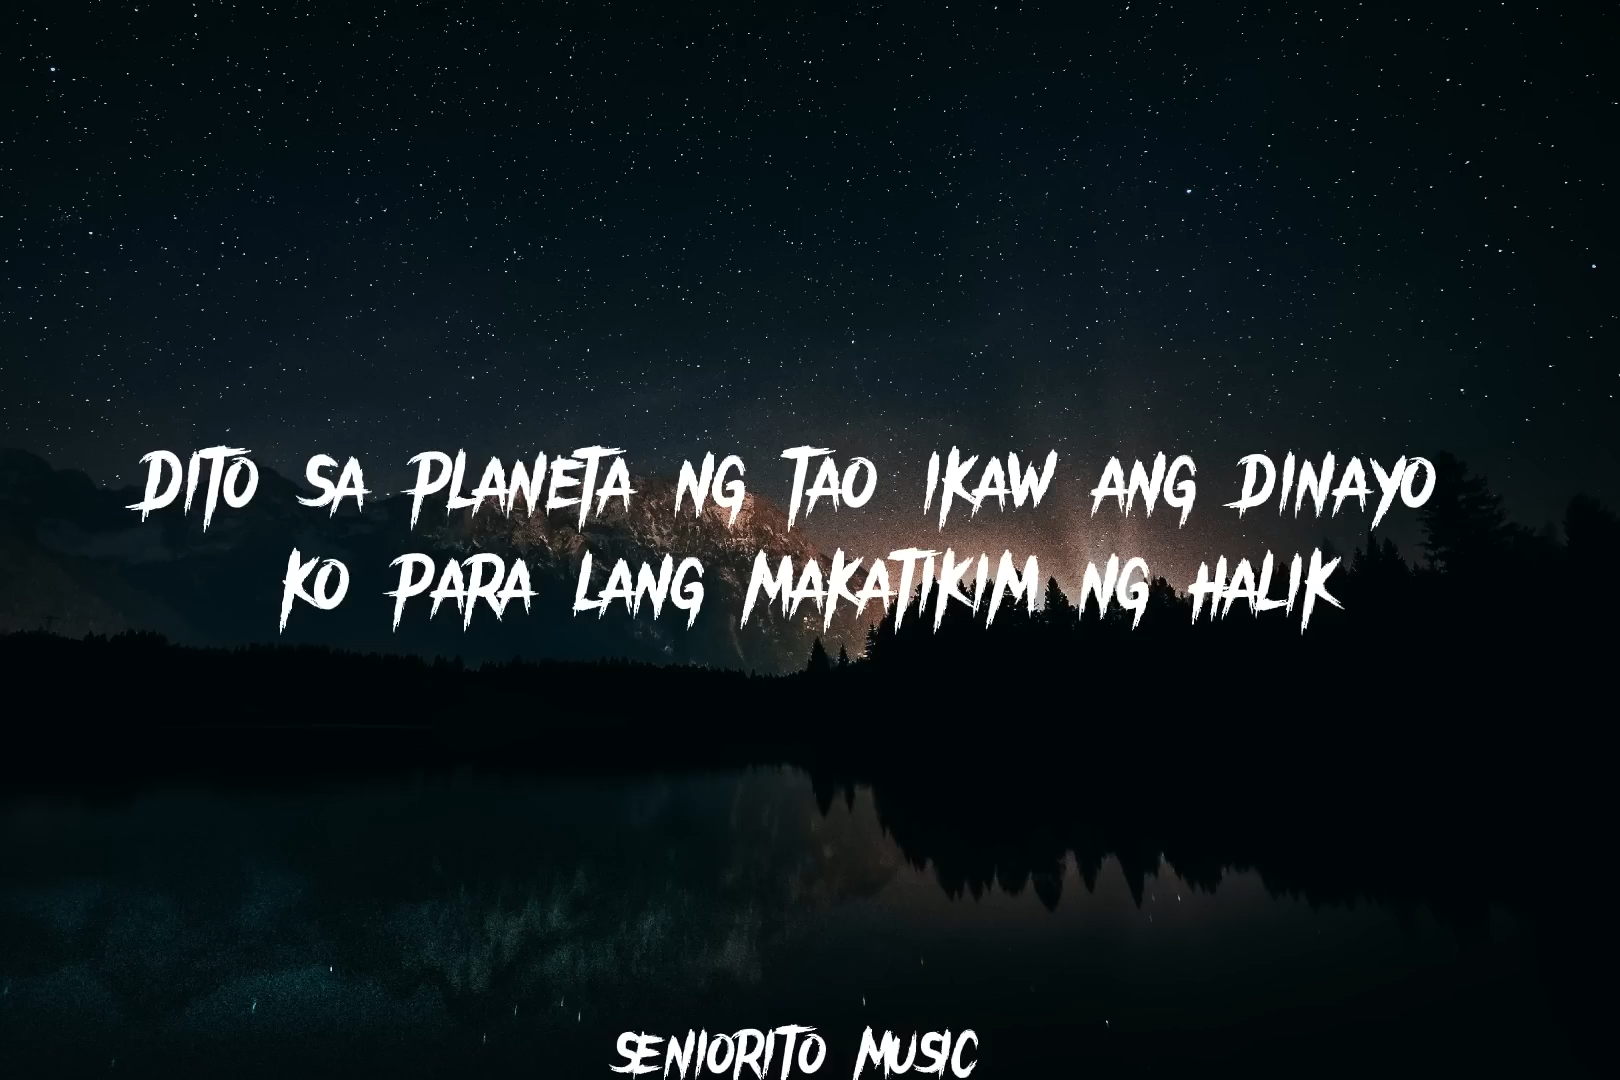 DITO SA PLANETA NG TAO IKAW ANG DINAYO
KO PARA LANG MAKATIKIM NG HALIK
SENIORITO MUSIC